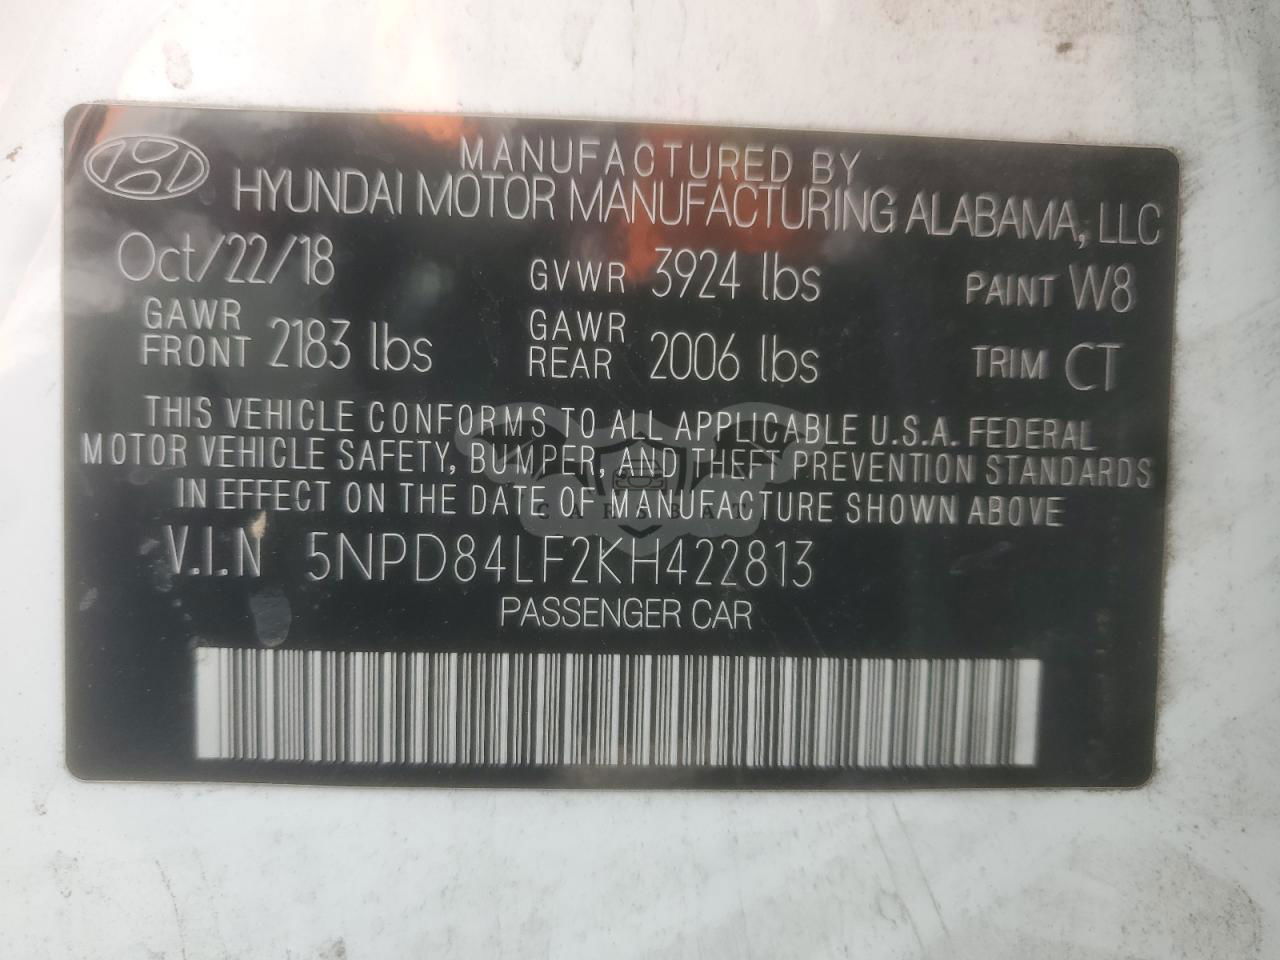 MANUFACTURED BY
HYUNDAI MOTOR MANUFACTURING ALABAMA, LLC
Oct/22/18 GVWR 3924 lbs PAINT W8
GAWR FRONT 2183 lbs GAWR REAR 2006 lbs TRIM CT
THIS VEHICLE CONFORMS TO ALL APPLICABLE U.S.A. FEDERAL
MOTOR VEHICLE SAFETY, BUMPER, AND THEFT PREVENTION STANDARDS
IN EFFECT ON THE DATE OF MANUFACTURE SHOWN ABOVE
CARSBAT
V.I.N 5NPD84LF2KH422813
PASSENGER CAR